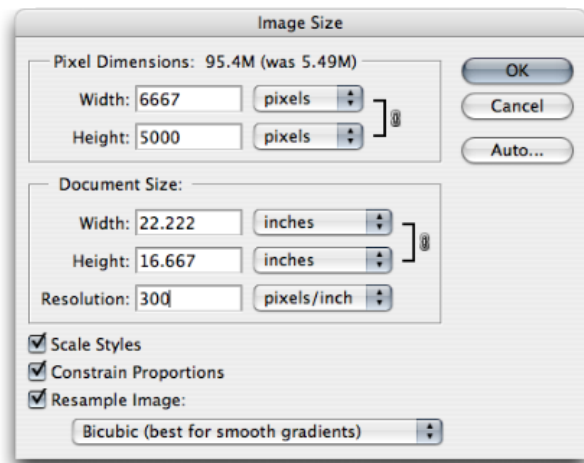 Image Size
Pixel Dimensions: 95.4M (was 5.49M)
Width: 6667 pixels
Height: 5000 pixels
OK
Cancel
Auto...
Document Size:
Width: 22.222 inches
Height: 16.667 inches
Resolution: 300 pixels/inch
Scale Styles
Constrain Proportions
Resample Image:
Bicubic (best for smooth gradients)